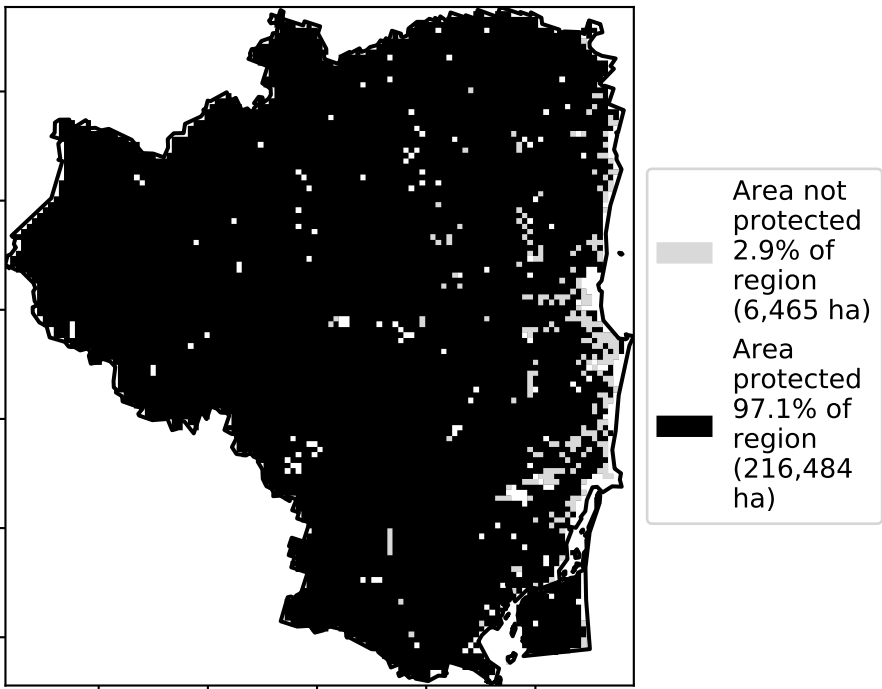 Area not
protected
2.9% of
region
(6,465 ha)
Area
protected
97.1% of
region
(216,484
ha)